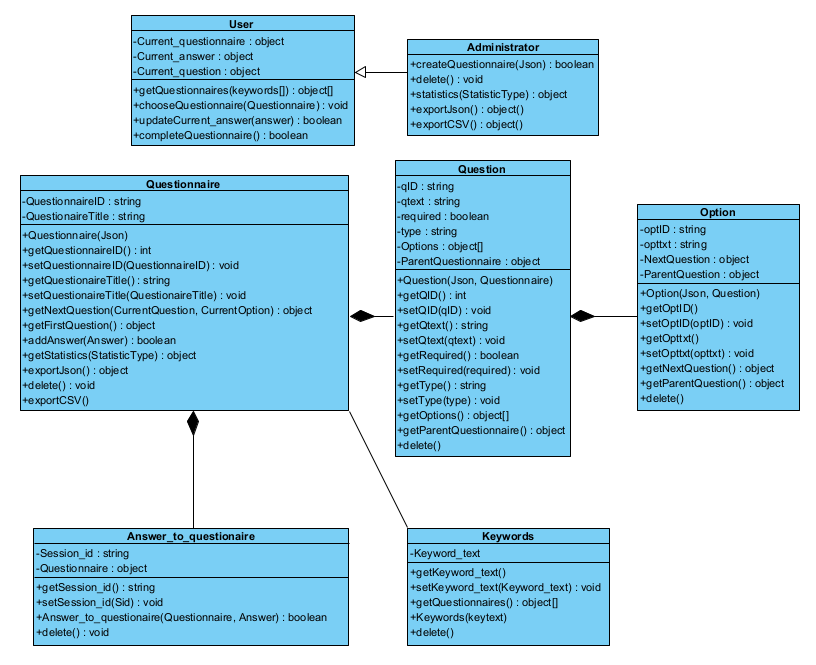 User
-Current_questionnaire : object
-Current_answer : object
-Current_question : object
+getQuestionnaires(keywords[]) : object[]
+chooseQuestionnaire(Questionnaire) : void
+updateCurrent_answer(answer) : boolean
+completeQuestionnaire() : boolean
Administrator
+createQuestionnaire(Json) : boolean
+delete() : void
+statistics(StatisticType) : object
+exportJson() : object()
+exportCSV() : object()
Questionnaire
-QuestionnaireID : string
-QuestionaireTitle : string
+Questionnaire(Json)
+getQuestionnaireID() : int
+setQuestionnaireID(QuestionnaireID) : void
+getQuestionaireTitle() : string
+setQuestionaireTitle(QuestionaireTitle) : void
+getNextQuestion(CurrentQuestion, CurrentOption) : object
+getFirstQuestion() : object
+addAnswer(Answer) : boolean
+getStatistics(StatisticType) : object
+exportJson() : object
+delete() : void
+exportCSV()
Question
-qID : string
-qtext : string
-required : boolean
-type : string
-Options : object[]
-ParentQuestionnaire : object
+Question(Json, Questionnaire)
+getQID() : int
+setQID(qID) : void
+getQtext() : string
+setQtext(qtext) : void
+getRequired() : boolean
+setRequired(required) : void
+getType() : string
+setType(type) : void
+getOptions() : object[]
+getParentQuestionnaire() : object
+delete()
Option
-optID : string
-opttxt : string
-NextQuestion : object
-ParentQuestion : object
+Option(Json, Question)
+getOptID()
+setOptID(optID) : void
+getOpttxt()
+setOpttxt(opttxt) : void
+getNextQuestion() : object
+getParentQuestion() : object
+delete()
Answer_to_questionaire
-Session_id : string
-Questionnaire : object
+getSession_id() : string
+setSession_id(Sid) : void
+Answer_to_questionaire(Questionnaire, Answer) : boolean
+delete() : void
Keywords
-Keyword_text
+getKeyword_text()
+setKeyword_text(Keyword_text) : void
+getQuestionnaires() : object[]
+Keywords(keytext)
+delete()